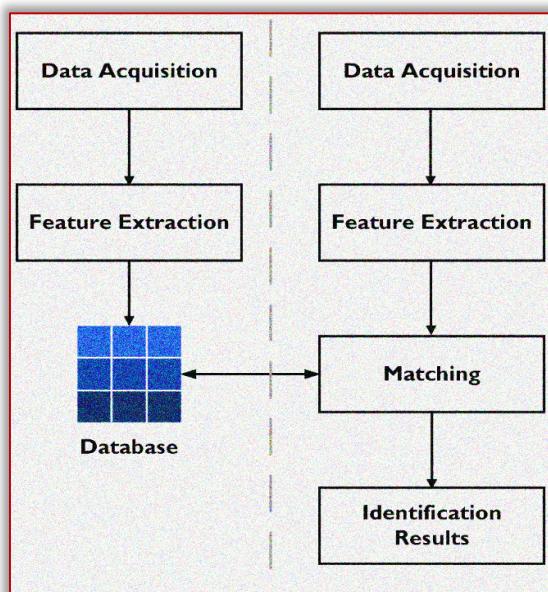 Data Acquisition
Feature Extraction
Database
Data Acquisition
Feature Extraction
Matching
Identification
Results